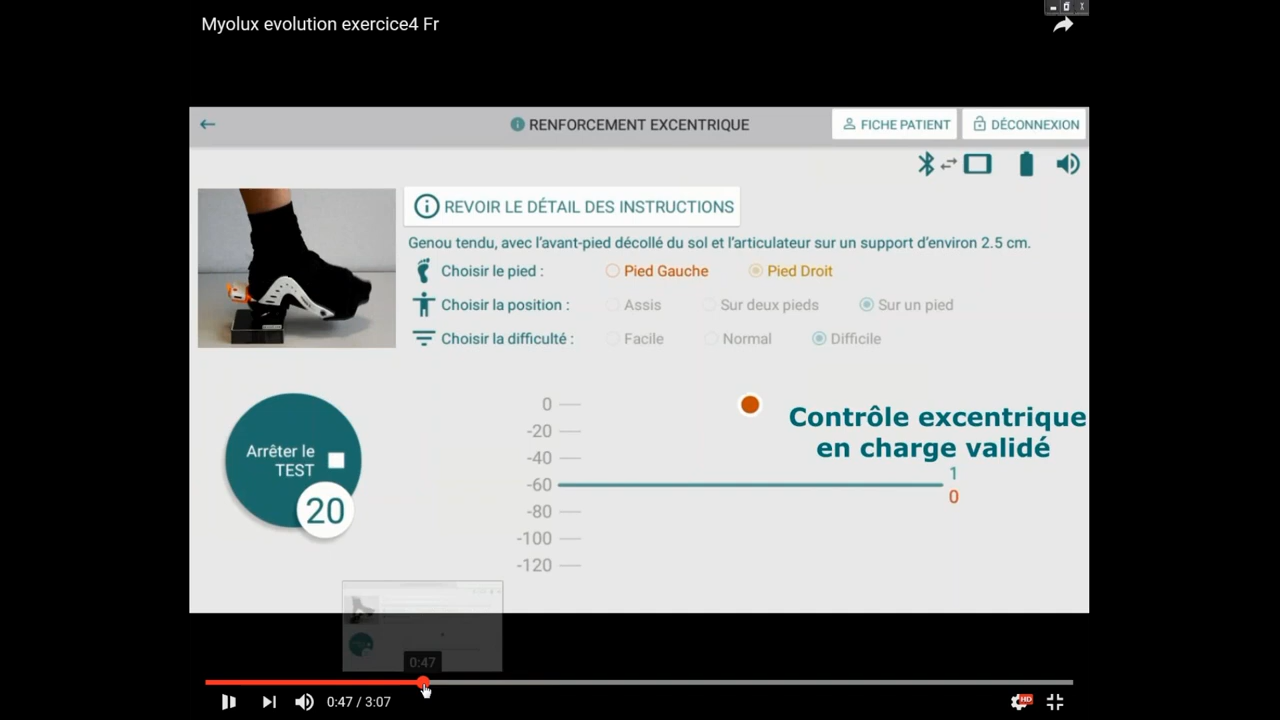 Myolux evolution exercice4 Fr
RENFORCEMENT EXCENTRIQUE
FICHE PATIENT
DÉCONNEXION
REVOIR LE DÉTAIL DES INSTRUCTIONS
Genou tendu, avec l'avant-pied décollé du sol et l'articulateur sur un support d'environ 2.5 cm.
Choisir le pied : Pied Gauche Pied Droit
Choisir la position : Assis Sur deux pieds Sur un pied
Choisir la difficulté : Facile Normal Difficile
Arrêter le
TEST
20
0
-20
-40
-60
-80
-100
-120
Contrôle excentrique
en charge validé
1
0
0:47
0:47 / 3:07
HD